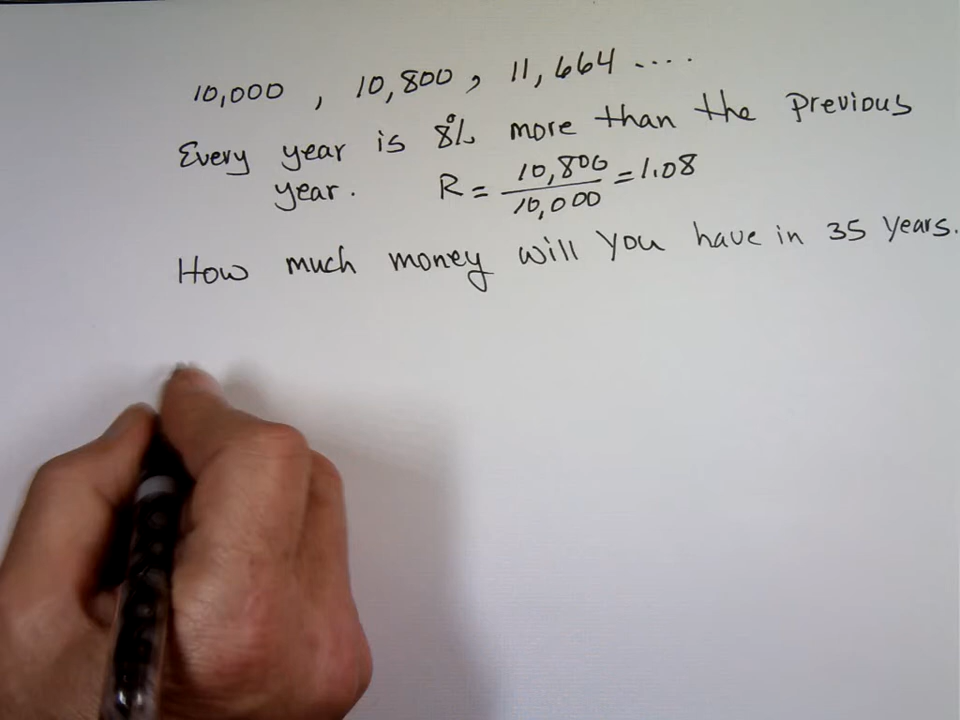 10,000 , 10,800 , 11,664 ....
Every year is 8% more than the previous
year. R = 10,800/10,000 = 1.08
How much money will you have in 35 years.